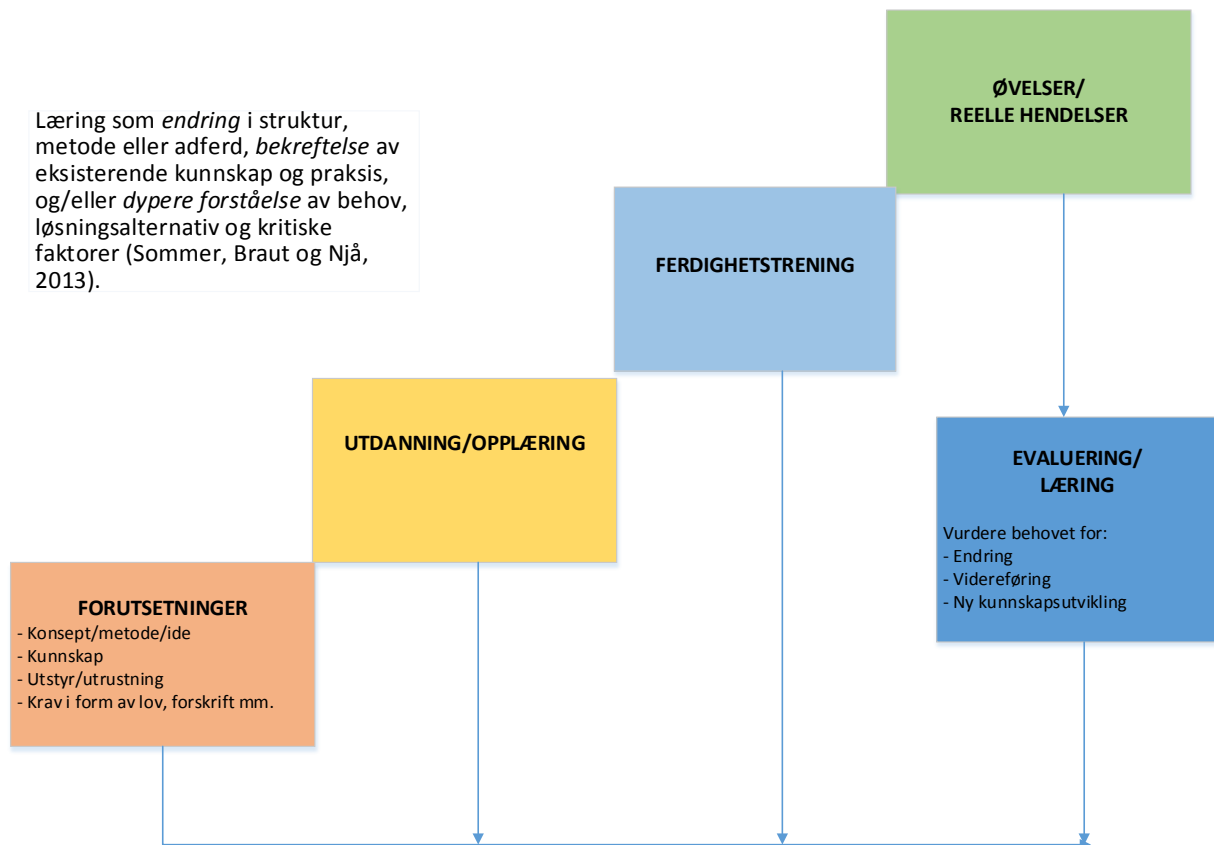 Læring som endring i struktur,
metode eller adferd, bekreftelse av
eksisterende kunnskap og praksis,
og/eller dypere forståelse av behov,
løsningsalternativ og kritiske
faktorer (Sommer, Braut og Njå,
2013).
ØVELSER/
REELLE HENDELSER
FERDIGHETSTRENING
UTDANNING/OPPLÆRING
EVALUERING/
LÆRING
Vurdere behovet for:
- Endring
- Videreføring
- Ny kunnskapsutvikling
FORUTSETNINGER
- Konsept/metode/ide
- Kunnskap
- Utstyr/utrustning
- Krav i form av lov, forskrift mm.